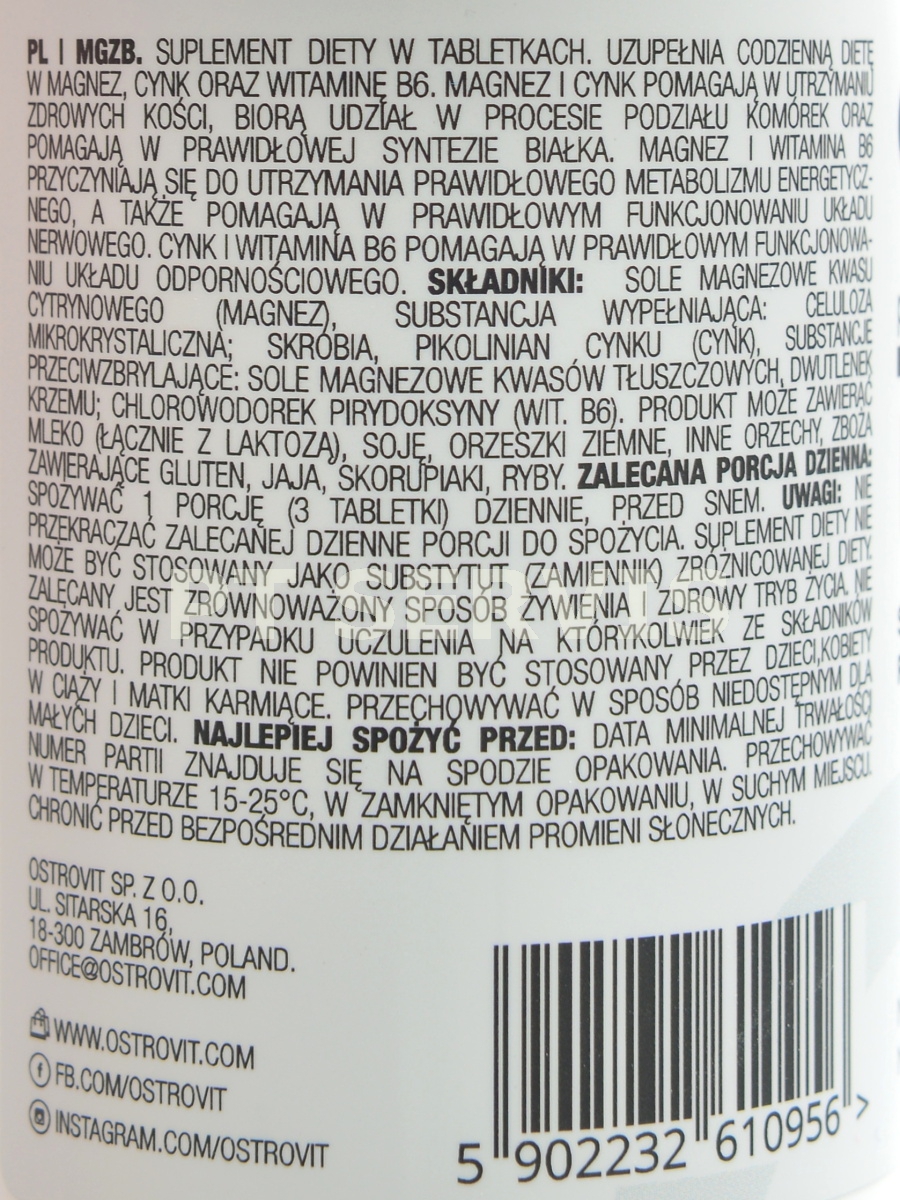 PL | MGZB. SUPLEMENT DIETY W TABLETKACH. UZUPEŁNIA CODZIENNĄ DIETĘ
W MAGNEZ, CYNK ORAZ WITAMINĘ B6. MAGNEZ I CYNK POMAGAJĄ W UTRZYMANIU
ZDROWYCH KOŚCI, BIORĄ UDZIAŁ W PROCESIE PODZIAŁU KOMÓREK ORAZ
POMAGAJĄ W PRAWIDŁOWEJ SYNTEZIE BIAŁKA. MAGNEZ I WITAMINA B6
PRZYCZYNIAJĄ SIĘ DO UTRZYMANIA PRAWIDŁOWEGO METABOLIZMU ENERGETYCZ-
NEGO, A TAKŻE POMAGAJĄ W PRAWIDŁOWYM FUNKCJONOWANIU UKŁADU
NERWOWEGO. CYNK I WITAMINA B6 POMAGAJĄ W PRAWIDŁOWYM FUNKCJONOWA-
NIU UKŁADU ODPORNOŚCIOWEGO. SKŁADNIKI: SOLE MAGNEZOWE KWASU
CYTRYNOWEGO (MAGNEZ), SUBSTANCJA WYPEŁNIAJĄCA: CELULOZA
MIKROKRYSTALICZNA; SKROBIA, PIKOLINIAN CYNKU (CYNK), SUBSTANCJE
PRZECIWZBRYLAJĄCE: SOLE MAGNEZOWE KWASÓW TŁUSZCZOWYCH, DWUTLENEK
KRZEMU; CHLOROWODOREK PIRYDOKSYNY (WIT. B6). PRODUKT MOŻE ZAWIERAĆ
MLEKO (ŁĄCZNIE Z LAKTOZĄ), SOJĘ, ORZESZKI ZIEMNE, INNE ORZECHY, ZBOŻA
ZAWIERAJĄCE GLUTEN, JAJA, SKORUPIAKI, RYBY. ZALECANA PORCJA DZIENNA:
SPOŻYWAĆ 1 PORCJĘ (3 TABLETKI) DZIENNIE, PRZED SNEM. UWAGI: NIE
PRZEKRACZAĆ ZALECANEJ DZIENNE PORCJI DO SPOŻYCIA. SUPLEMENT DIETY NIE
MOŻE BYĆ STOSOWANY JAKO SUBSTYTUT (ZAMIENNIK) ZRÓŻNICOWANEJ DIETY.
ZALECANY JEST ZRÓWNOWAŻONY SPOSÓB ŻYWIENIA I ZDROWY TRYB ŻYCIA. NIE
SPOŻYWAĆ W PRZYPADKU UCZULENIA NA KTÓRYKOLWIEK ZE SKŁADNIKÓW
PRODUKTU. PRODUKT NIE POWINIEN BYĆ STOSOWANY PRZEZ DZIECI,KOBIETY
W CIĄŻY I MATKI KARMIĄCE. PRZECHOWYWAĆ W SPOSÓB NIEDOSTĘPNYM DLA
MAŁYCH DZIECI. NAJLEPIEJ SPOŻYĆ PRZED: DATA MINIMALNEJ TRWAŁOŚCI
NUMER PARTII ZNAJDUJE SIĘ NA SPODZIE OPAKOWANIA. PRZECHOWYWAĆ
W TEMPERATURZE 15-25°C, W ZAMKNIĘTYM OPAKOWANIU, W SUCHYM MIEJSCU.
CHRONIĆ PRZED BEZPOŚREDNIM DZIAŁANIEM PROMIENI SŁONECZNYCH.
OSTROVIT SP. Z O.O.
UL. SITARSKA 16,
18-300 ZAMBRÓW, POLAND.
OFFICE@OSTROVIT.COM
WWW.OSTROVIT.COM
FB.COM/OSTROVIT
INSTAGRAM.COM/OSTROVIT
5 902232 610956 >